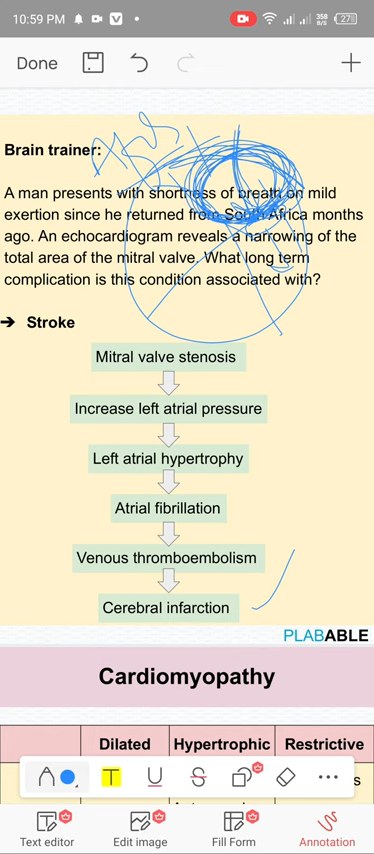 10:59 PM
358
B/S
27
Done
Brain trainer:
A man presents with shortness of breath on mild
exertion since he returned from South Africa months
ago. An echocardiogram reveals a narrowing of the
total area of the mitral valve. What long term
complication is this condition associated with?
➔ Stroke
Mitral valve stenosis
Increase left atrial pressure
Left atrial hypertrophy
Atrial fibrillation
Venous thromboembolism
Cerebral infarction
PLABABLE
Cardiomyopathy
Dilated Hypertrophic Restrictive
T U S
Text editor Edit image Fill Form Annotation